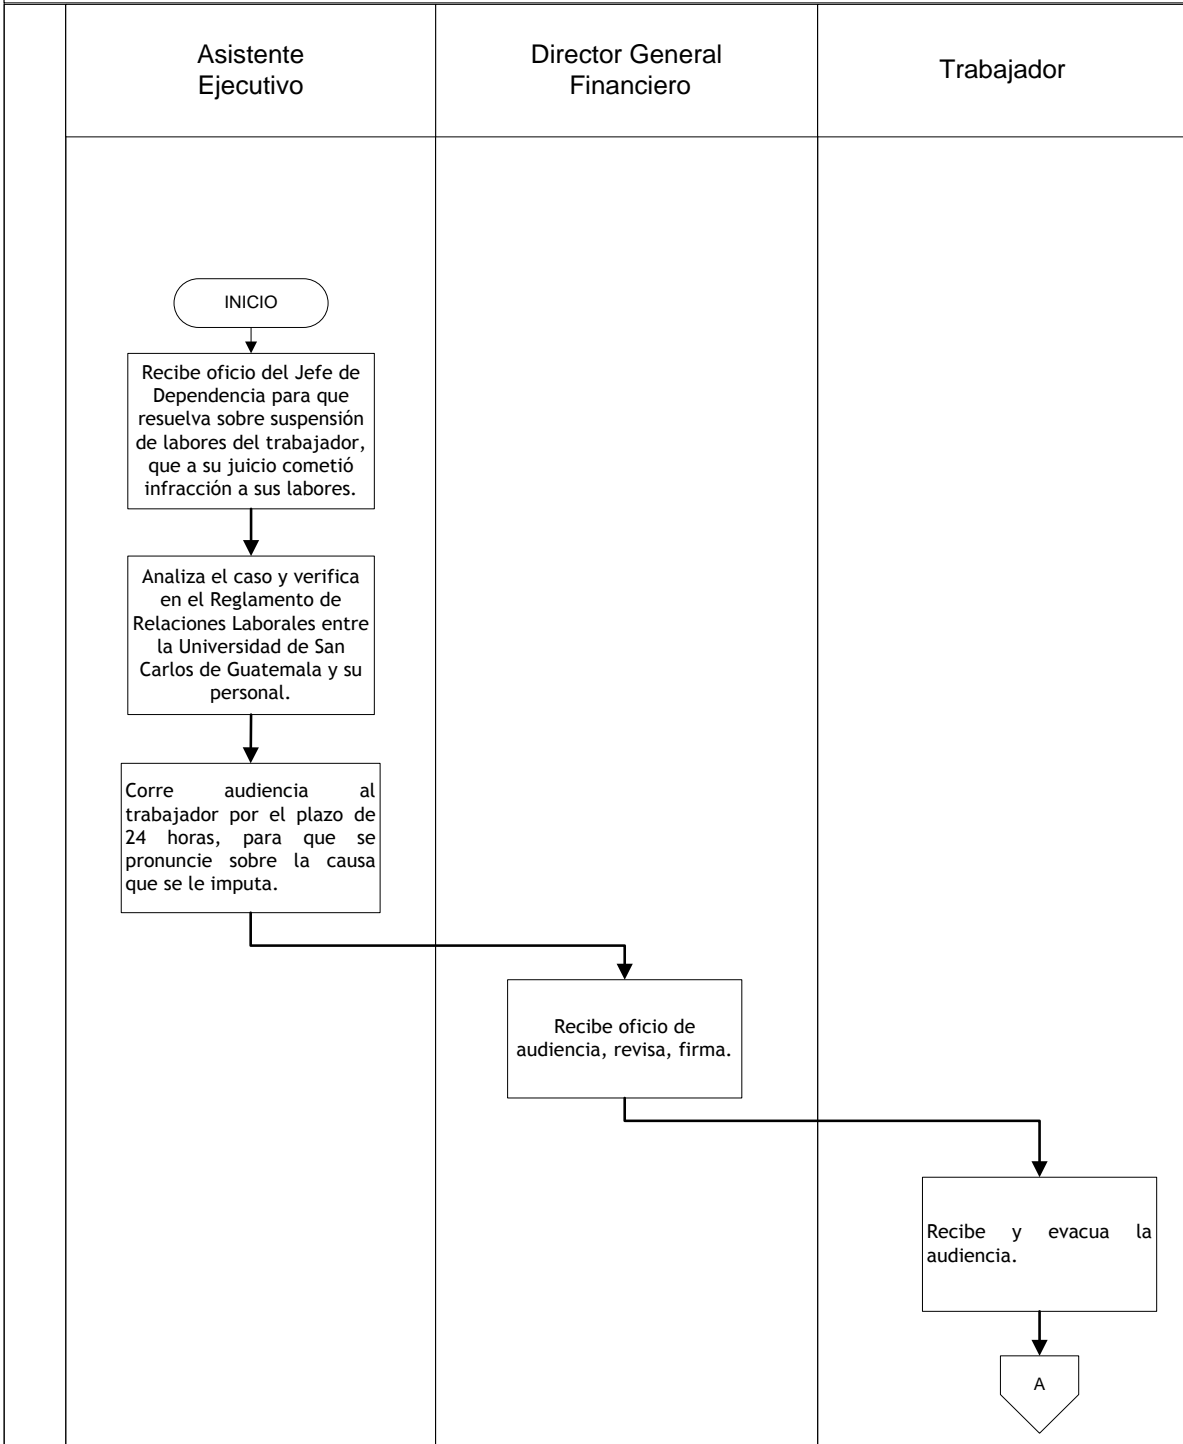 Asistente
Ejecutivo
Director General
Financiero
Trabajador
INICIO
Recibe oficio del Jefe de
Dependencia para que
resuelva sobre suspensión
de labores del trabajador,
que a su juicio cometió
infracción a sus labores.
Analiza el caso y verifica
en el Reglamento de
Relaciones Laborales entre
la Universidad de San
Carlos de Guatemala y su
personal.
Corre audiencia al
trabajador por el plazo de
24 horas, para que se
pronuncie sobre la causa
que se le imputa.
Recibe oficio de
audiencia, revisa, firma.
Recibe y evacua la
audiencia.
A